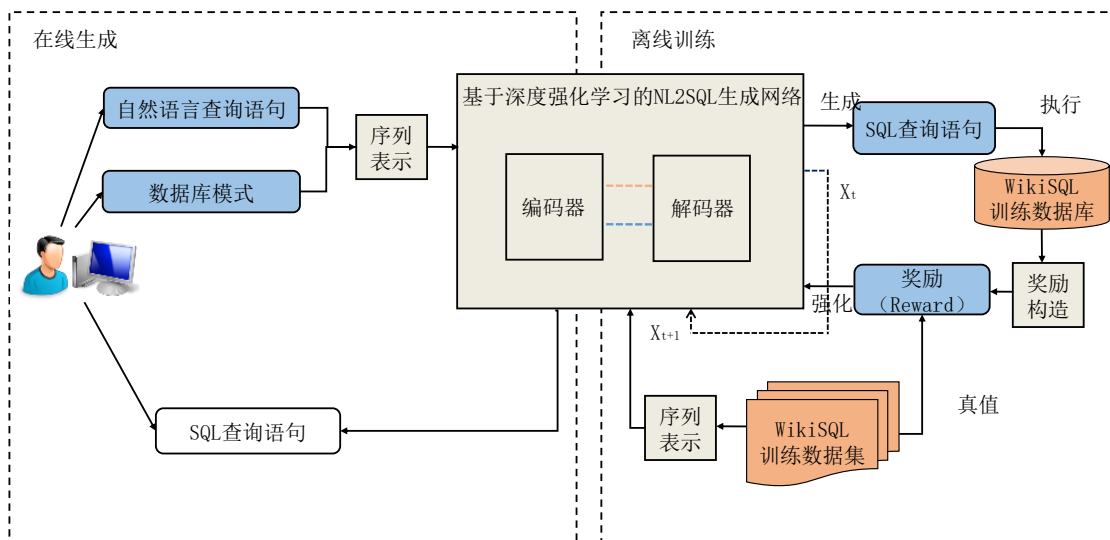 在线生成
离线训练
自然语言查询语句
数据库模式
序列
表示
基于深度强化学习的NL2SQL生成网络
编码器
解码器
生成
SQL查询语句
执行
WikiSQL
训练数据库
Xt
奖励
(Reward)
奖励
构造
强化
Xt+1
SQL查询语句
序列
表示
WikiSQL
训练数据集
真值